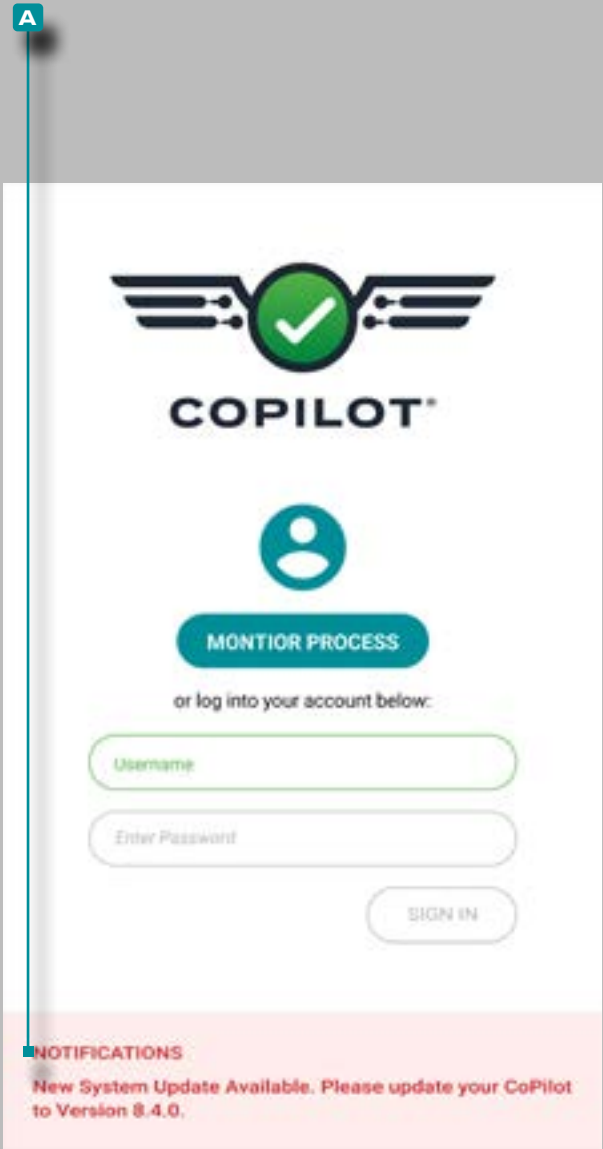 A
COPILOT®
MONTIOR PROCESS
or log into your account below:
Username
Enter Password
SIGN IN
NOTIFICATIONS
New System Update Available. Please update your CoPilot
to Version 8.4.0.